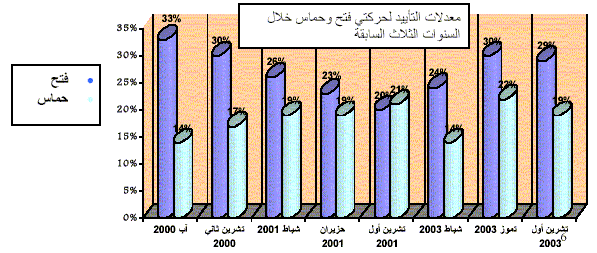 معدلات التأييد لحركتي فتح وحماس خلال
السنوات الثلاث السابقة
فتح
حماس
35%
30%
25%
20%
15%
10%
5%
0%
33%
14%
30%
17%
26%
19%
23%
19%
20%
21%
24%
14%
30%
22%
29%
19%
آب 2000
تشرين ثاني
2000
شباط 2001
حزيران
2001
تشرين أول
2001
شباط 2003
تموز 2003
تشرين أول
2003
6